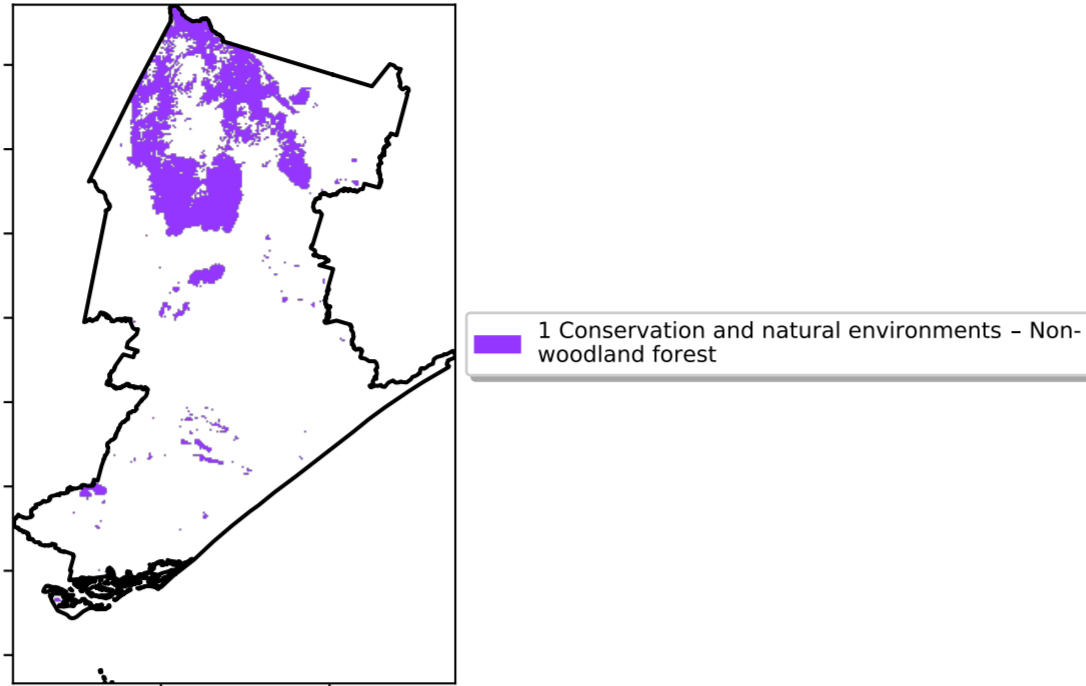 1 Conservation and natural environments – Non-
woodland forest